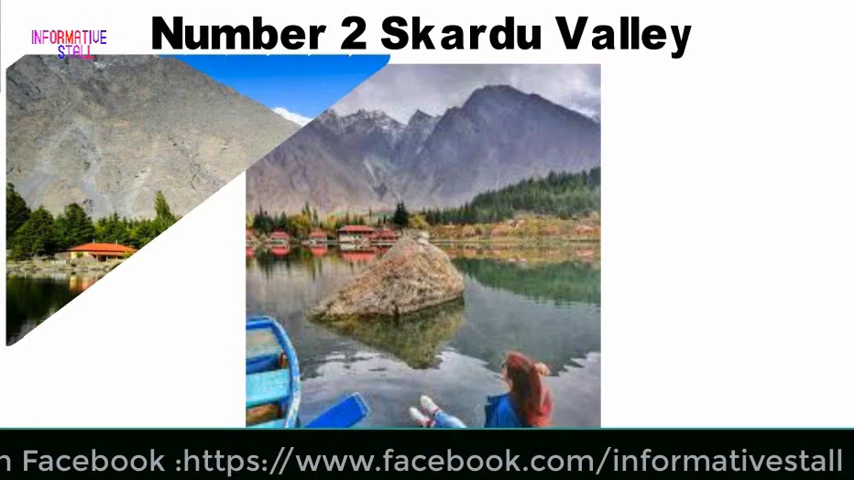 INFORMATIVE
STALL
Number 2 Skardu Valley
n Facebook :https://www.facebook.com/informativestall